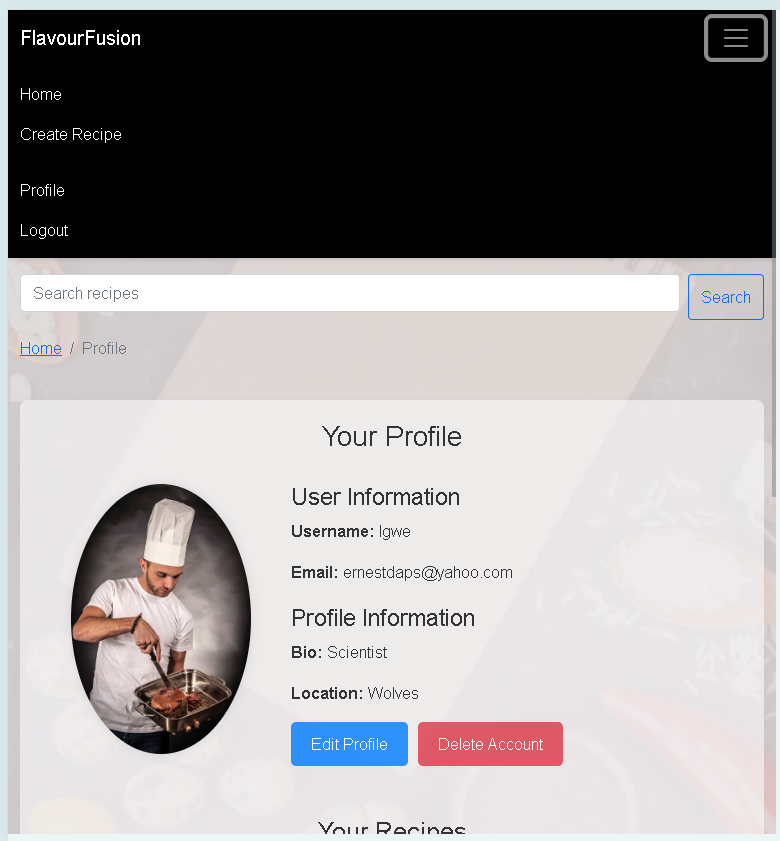 FlavourFusion
Home
Create Recipe
Profile
Logout
Search recipes
Search
Home / Profile
Your Profile
User Information
Username: Igwe
Email: ernestdaps@yahoo.com
Profile Information
Bio: Scientist
Location: Wolves
Edit Profile
Delete Account
Your Recipes